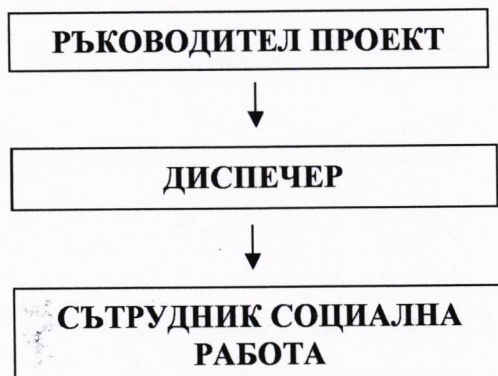 РЪКОВОДИТЕЛ ПРОЕКТ
ДИСПЕЧЕР
СЪТРУДНИК СОЦИАЛНА
РАБОТА